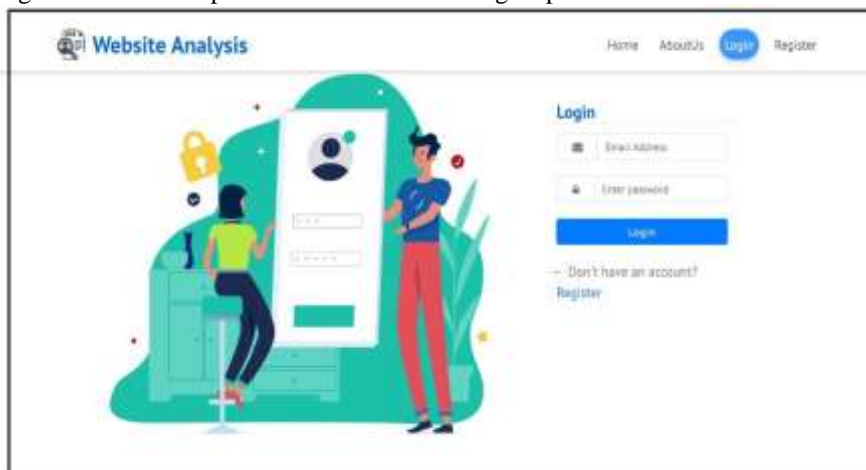 Website Analysis
Home AboutUs Login Register
Login
Email Address
Enter password
Login
Don't have an account?
Register